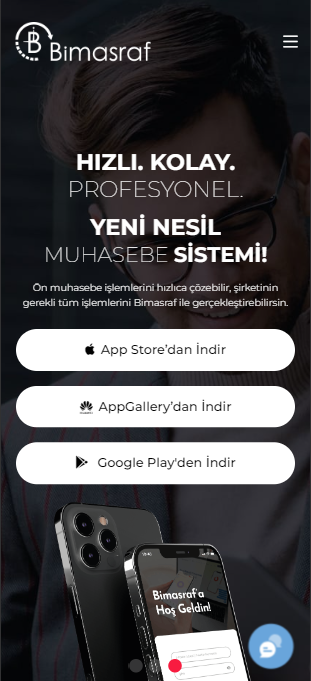 Bimasraf
HIZLI. KOLAY.
PROFESYONEL.
YENİ NESİL
MUHASEBE SİSTEMİ!
Ön muhasebe işlemlerini hızlıca çözebilir, şirketinin
gerekli tüm işlemlerini Bimasraf ile gerçekleştirebilirsin.
App Store'dan İndir
AppGallery'dan İndir
Google Play'den İndir
Bimasraf'a
Hoş Geldin!